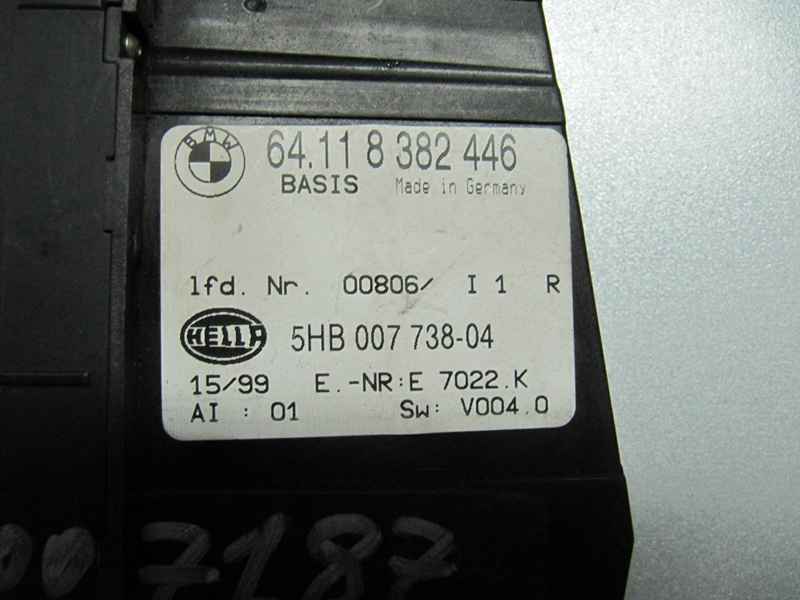 BMW 64.11 8 382 446
BASIS Made in Germany
lfd. Nr. 00806/ I 1 R
HELLA 5HB 007 738-04
15/99 E.-NR:E 7022.K
AI : 01 Sw: V004.0
00 7187